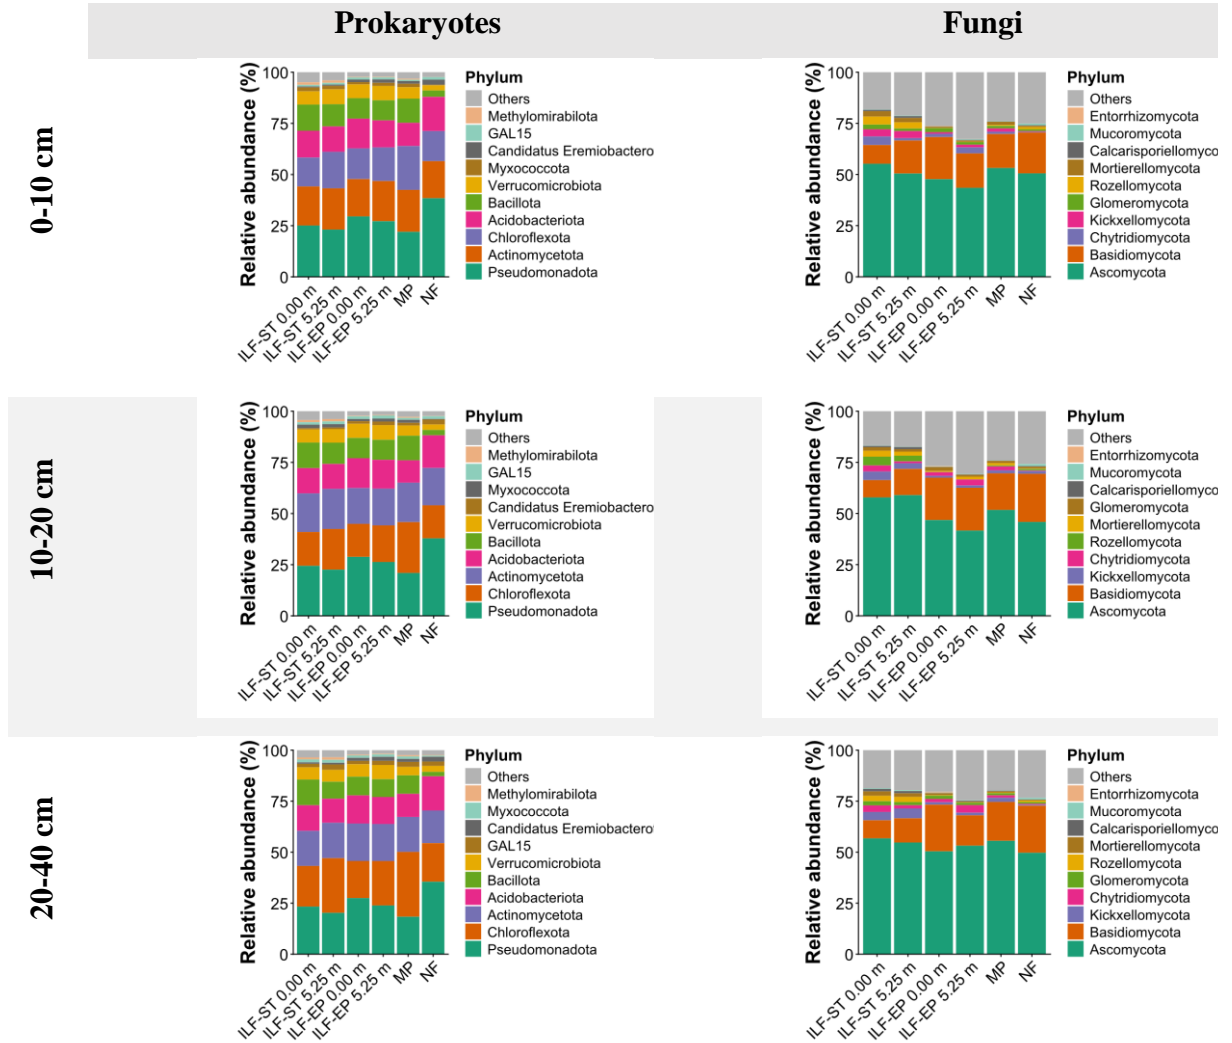 Prokaryotes
Fungi
0-10 cm
Relative abundance (%)
100
75
50
25
0
ILF-ST 0.00 m
ILF-ST 5.25 m
ILF-EP 0.00 m
ILF-EP 5.25 m
MP
NF
Phylum
Others
Methylomirabilota
GAL15
Candidatus Eremiobactero
Myxococcota
Verrucomicrobiota
Bacillota
Acidobacteriota
Chloroflexota
Actinomycetota
Pseudomonadota
Relative abundance (%)
100
75
50
25
0
ILF-ST 0.00 m
ILF-ST 5.25 m
ILF-EP 0.00 m
ILF-EP 5.25 m
MP
NF
Phylum
Others
Entorrhizomycota
Mucoromycota
Calcarisporiellomyco
Mortierellomycota
Rozellomycota
Glomeromycota
Kickxellomycota
Chytridiomycota
Basidiomycota
Ascomycota
10-20 cm
Relative abundance (%)
100
75
50
25
0
ILF-ST 0.00 m
ILF-ST 5.25 m
ILF-EP 0.00 m
ILF-EP 5.25 m
MP
NF
Phylum
Others
Methylomirabilota
GAL15
Myxococcota
Candidatus Eremiobactero
Verrucomicrobiota
Bacillota
Acidobacteriota
Actinomycetota
Chloroflexota
Pseudomonadota
Relative abundance (%)
100
75
50
25
0
ILF-ST 0.00 m
ILF-ST 5.25 m
ILF-EP 0.00 m
ILF-EP 5.25 m
MP
NF
Phylum
Others
Entorrhizomycota
Mucoromycota
Calcarisporiellomyco
Glomeromycota
Mortierellomycota
Rozellomycota
Chytridiomycota
Kickxellomycota
Basidiomycota
Ascomycota
20-40 cm
Relative abundance (%)
100
75
50
25
0
ILF-ST 0.00 m
ILF-ST 5.25 m
ILF-EP 0.00 m
ILF-EP 5.25 m
MP
NF
Phylum
Others
Methylomirabilota
Myxococcota
Candidatus Eremiobactero
GAL15
Verrucomicrobiota
Bacillota
Acidobacteriota
Actinomycetota
Chloroflexota
Pseudomonadota
Relative abundance (%)
100
75
50
25
0
ILF-ST 0.00 m
ILF-ST 5.25 m
ILF-EP 0.00 m
ILF-EP 5.25 m
MP
NF
Phylum
Others
Entorrhizomycota
Mucoromycota
Calcarisporiellomyco
Mortierellomycota
Rozellomycota
Glomeromycota
Chytridiomycota
Kickxellomycota
Basidiomycota
Ascomycota